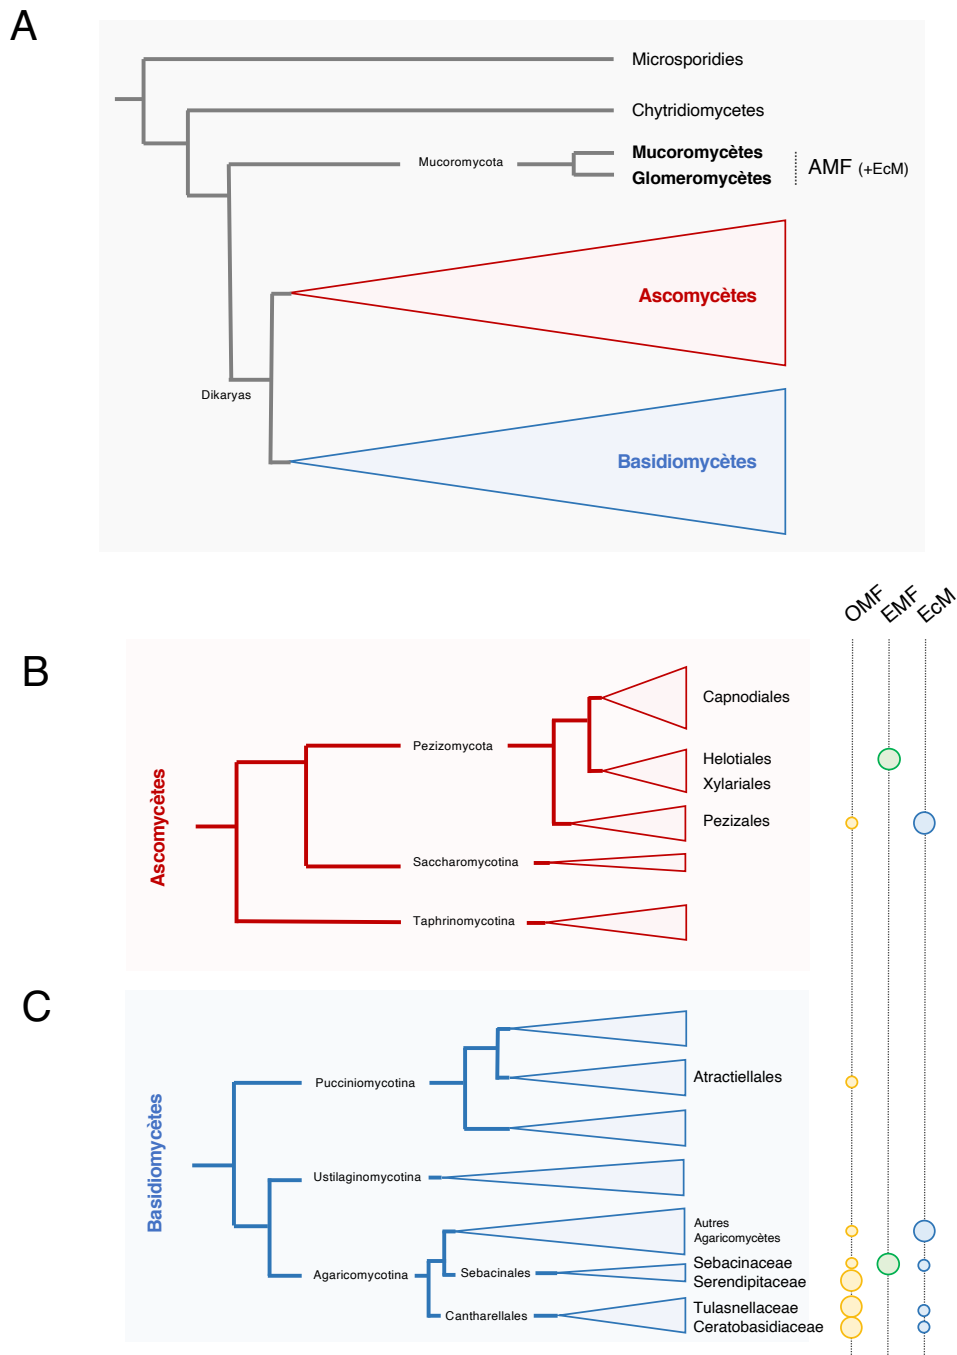 A
Microsporidies
Chytridiomycetes
Mucoromycota
Mucoromycètes
Glomeromycètes
AMF (+EcM)
Ascomycètes
Dikaryas
Basidiomycètes
OMF
EMF
EcM
B
Ascomycètes
Pezizomycota
Capnodiales
Helotiales
Xylariales
Pezizales
Saccharomycotina
Taphrinomycotina
C
Basidiomycètes
Pucciniomycotina
Atractiellales
Ustilaginomycotina
Autres
Agaricomycètes
Agaricomycotina
Sebacinales
Sebacinaceae
Serendipitaceae
Cantharellales
Tulasnellaceae
Ceratobasidiaceae